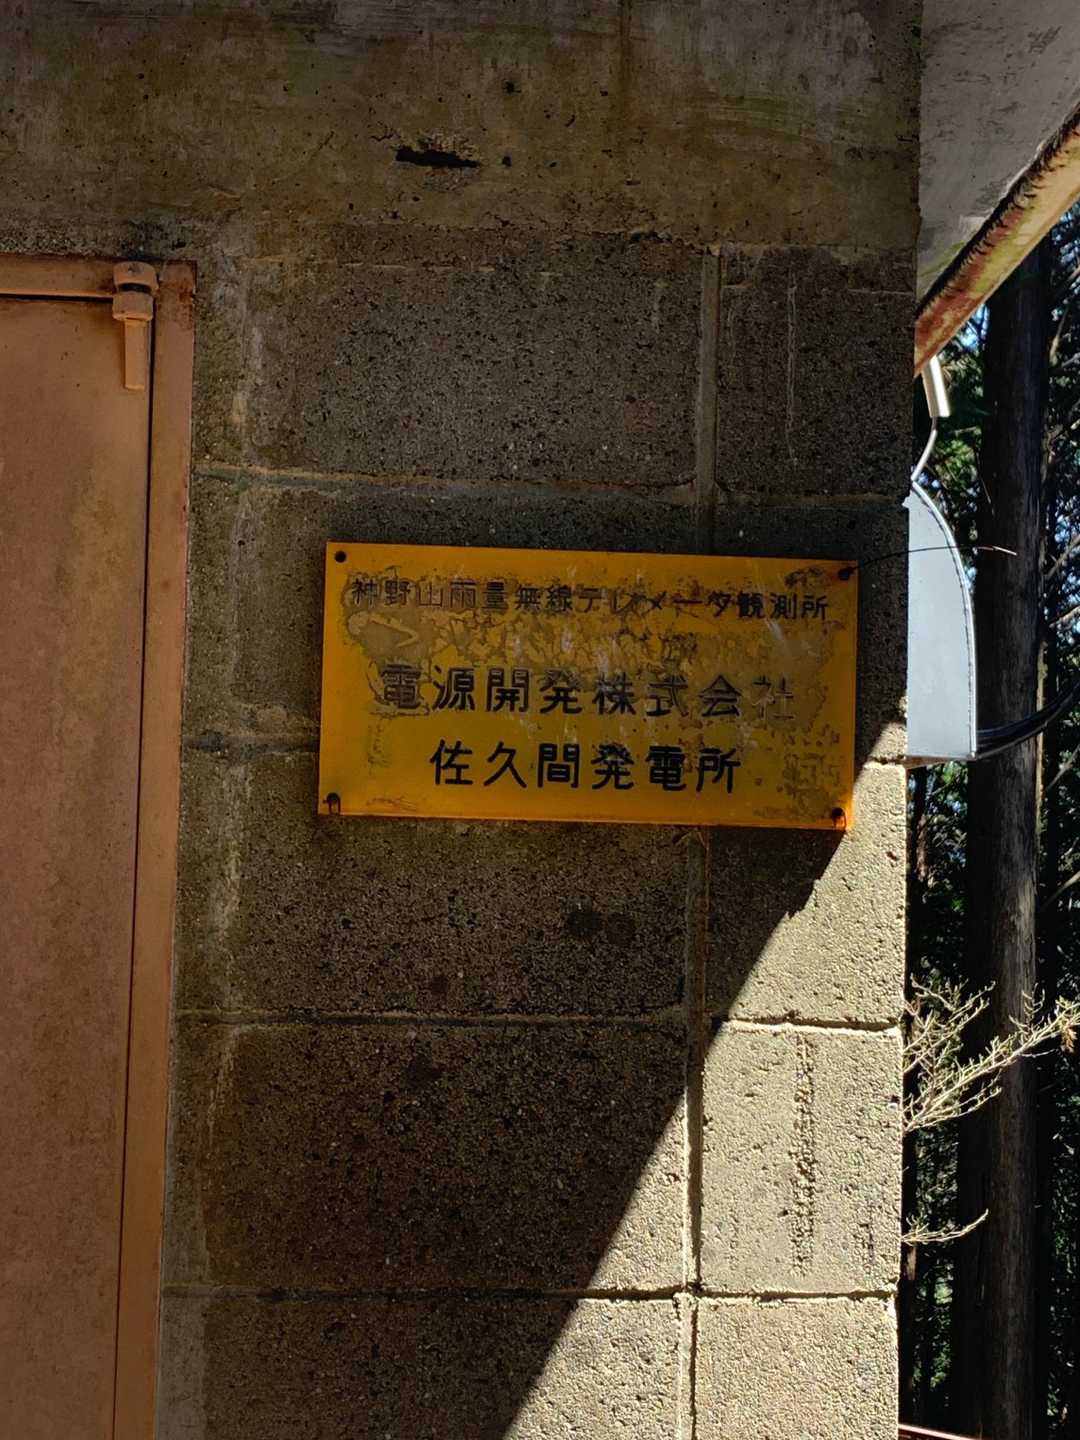 神野山雨量無線テレメータ観測所
電源開発株式会社
佐久間発電所